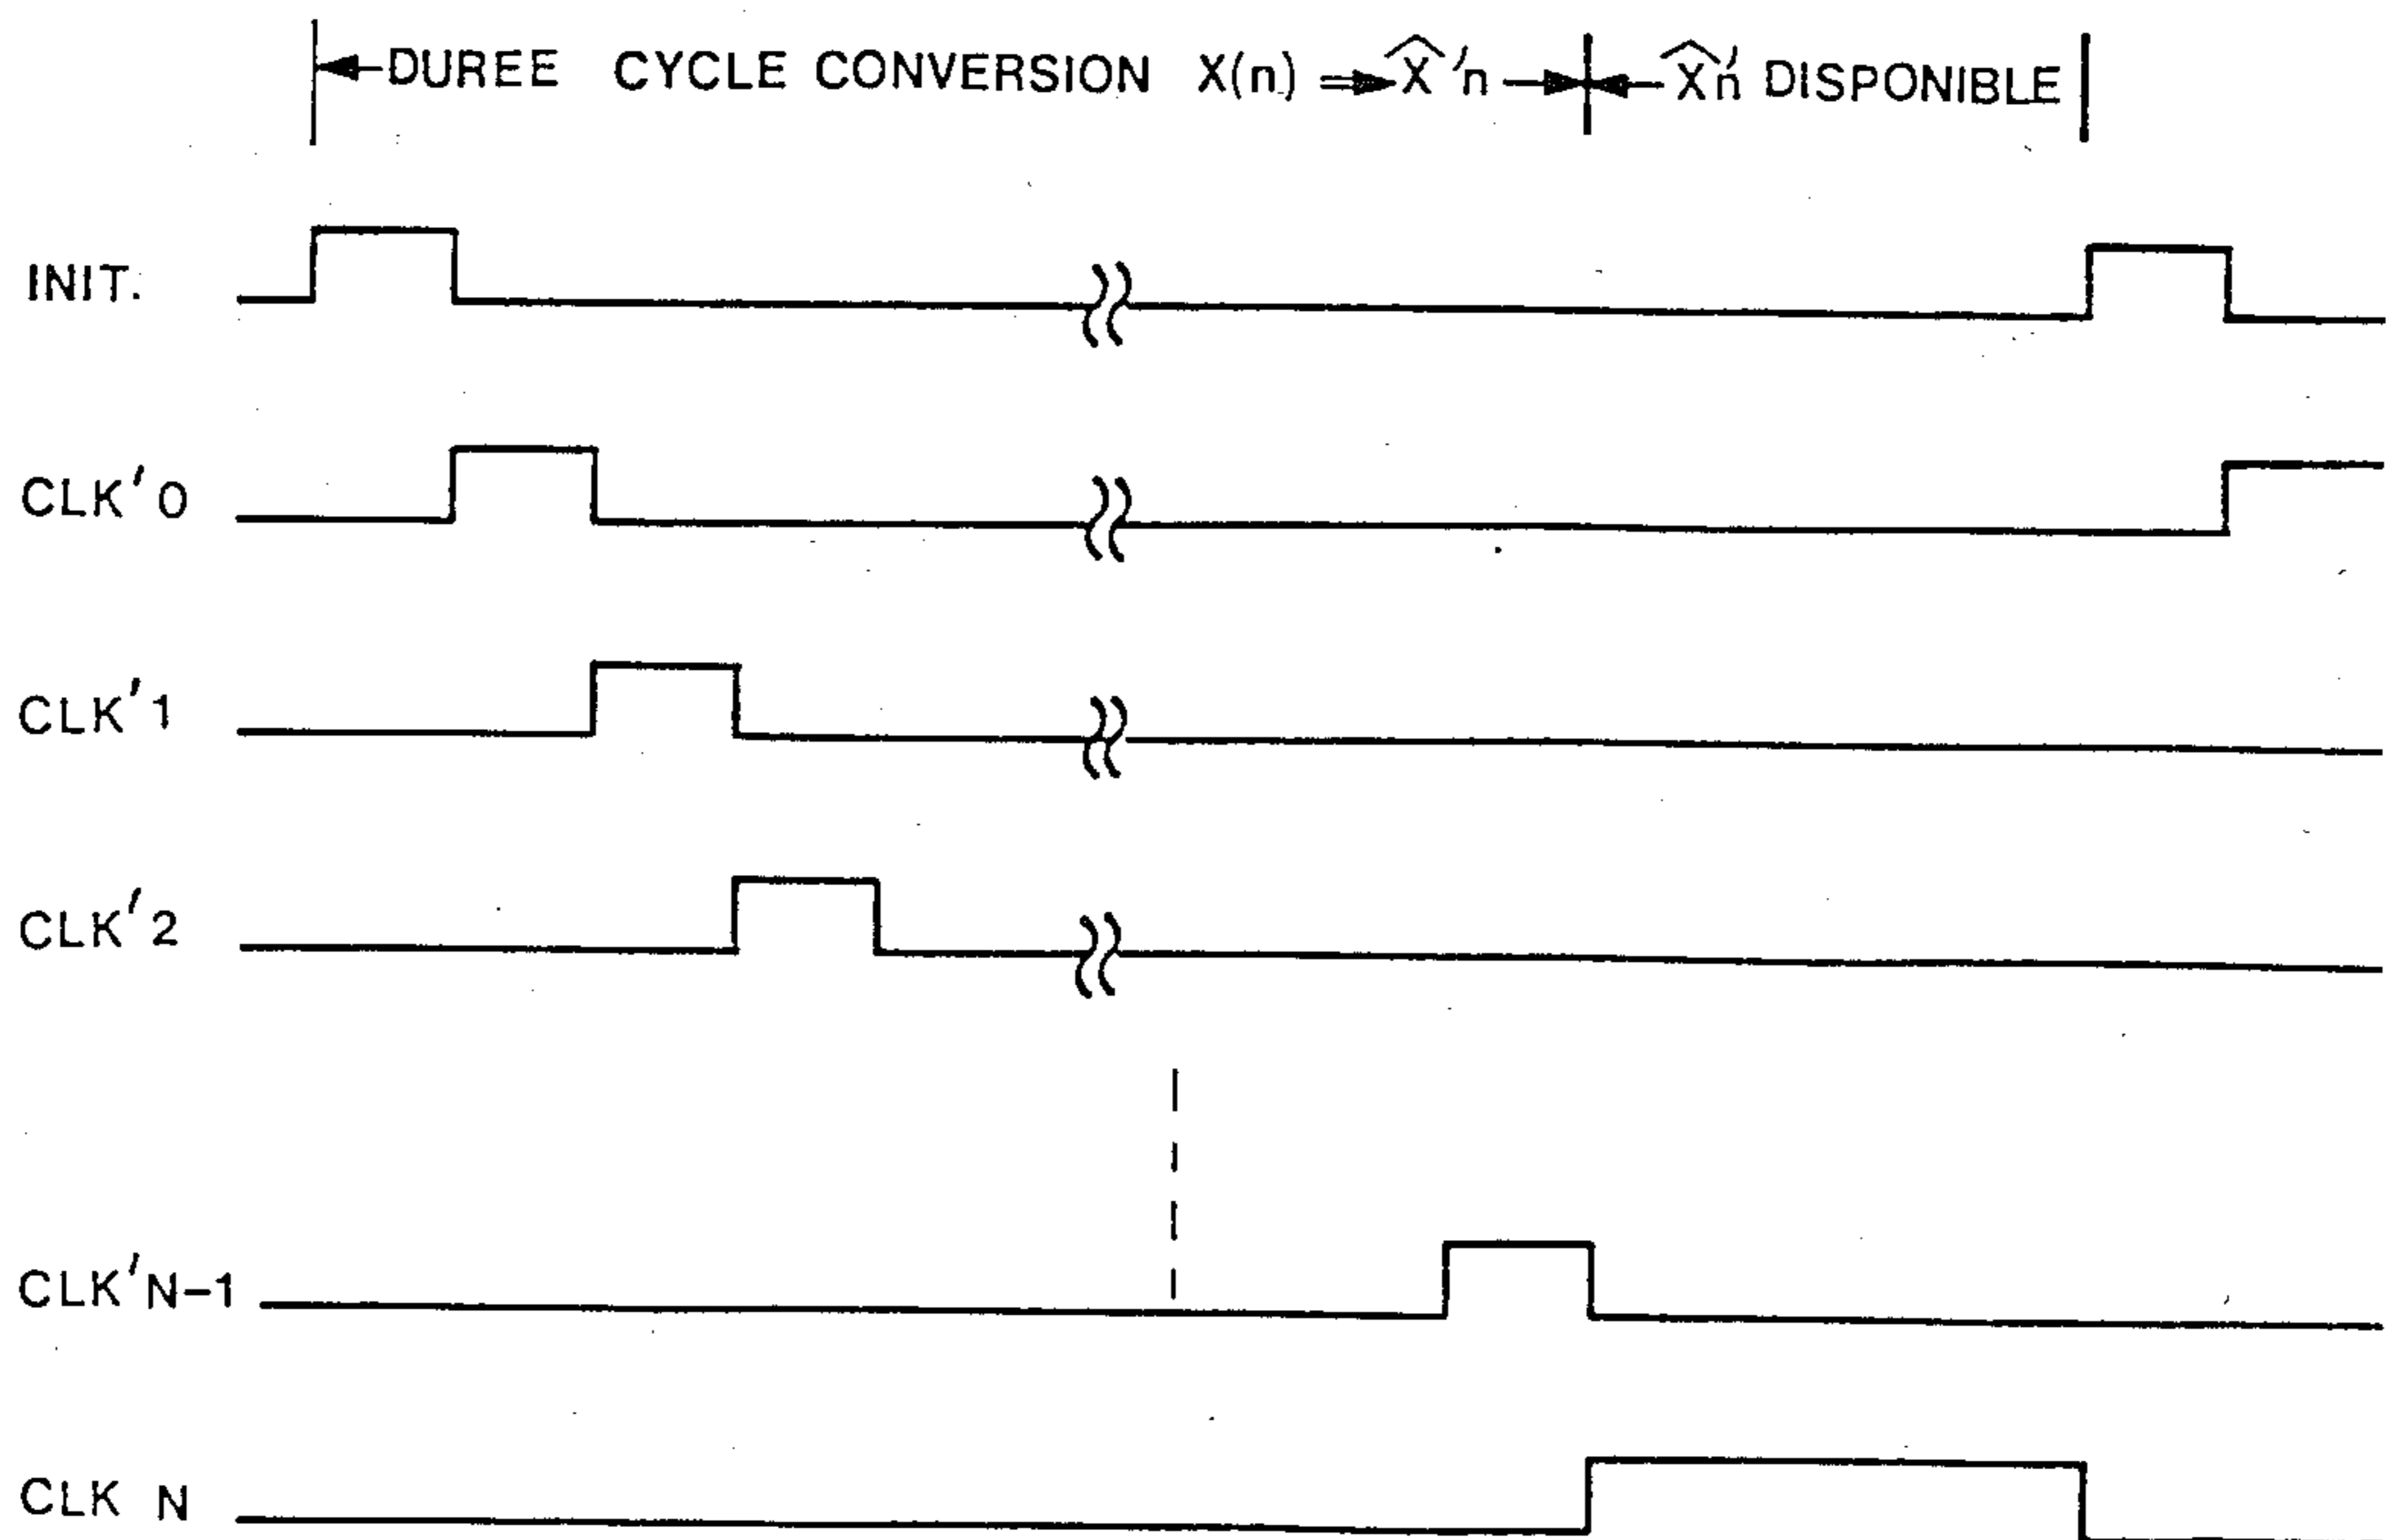 DUREE CYCLE CONVERSION X(n) ⇒ X̂'n X̂'n DISPONIBLE
INIT.
CLK'0
CLK'1
CLK'2
CLK'N-1
CLK N